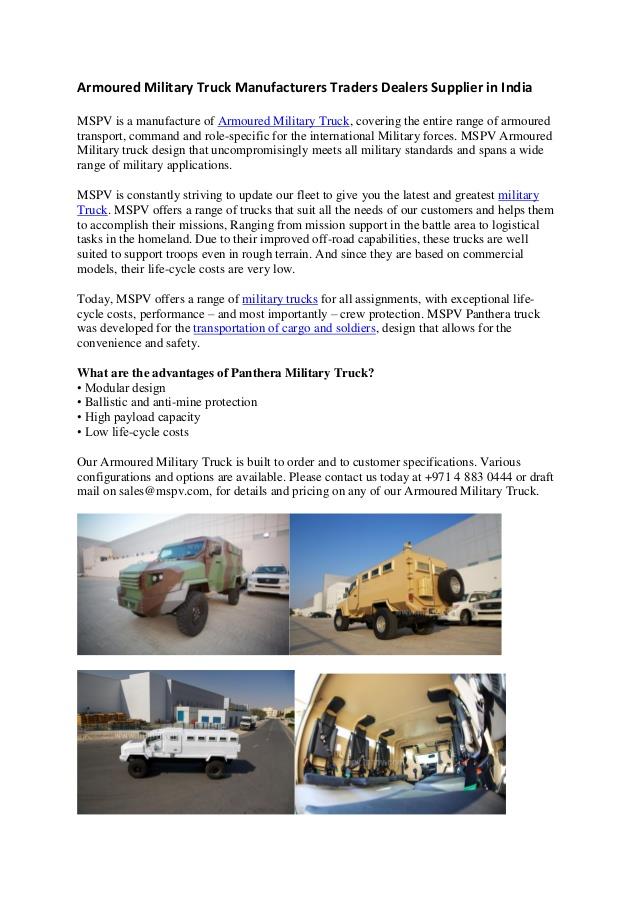 Armoured Military Truck Manufacturers Traders Dealers Supplier in India
MSPV is a manufacture of Armoured Military Truck, covering the entire range of armoured
transport, command and role-specific for the international Military forces. MSPV Armoured
Military truck design that uncompromisingly meets all military standards and spans a wide
range of military applications.
MSPV is constantly striving to update our fleet to give you the latest and greatest military
Truck. MSPV offers a range of trucks that suit all the needs of our customers and helps them
to accomplish their missions, Ranging from mission support in the battle area to logistical
tasks in the homeland. Due to their improved off-road capabilities, these trucks are well
suited to support troops even in rough terrain. And since they are based on commercial
models, their life-cycle costs are very low.
Today, MSPV offers a range of military trucks for all assignments, with exceptional life-
cycle costs, performance – and most importantly – crew protection. MSPV Panthera truck
was developed for the transportation of cargo and soldiers, design that allows for the
convenience and safety.
What are the advantages of Panthera Military Truck?
• Modular design
• Ballistic and anti-mine protection
• High payload capacity
• Low life-cycle costs
Our Armoured Military Truck is built to order and to customer specifications. Various
configurations and options are available. Please contact us today at +971 4 883 0444 or draft
mail on sales@mspv.com, for details and pricing on any of our Armoured Military Truck.